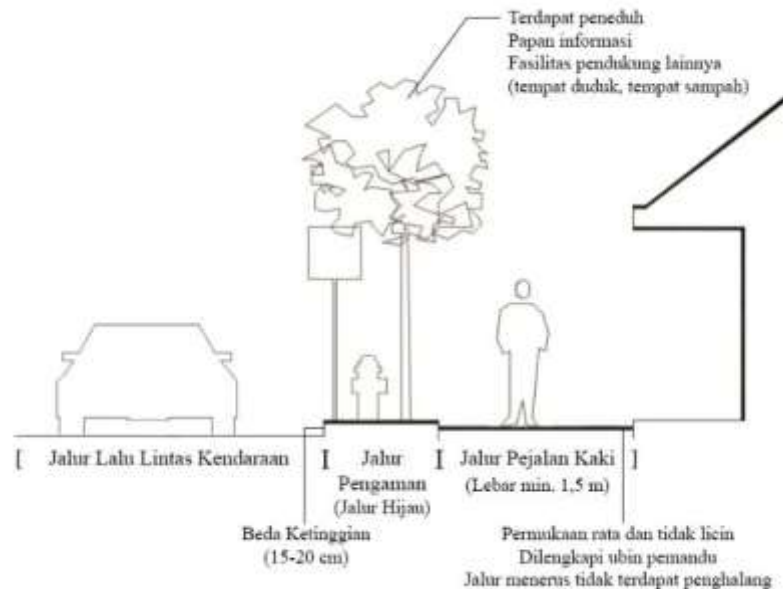 Terdapat peneduh
Papan informasi
Fasilitas pendukung lainnya
(tempat duduk, tempat sampah)
[ Jalur Lalu Lintas Kendaraan ] [ Jalur Pengaman (Jalur Hijau) ] [ Jalur Pejalan Kaki ]
(Lebar min. 1,5 m)
Beda Ketinggian
(15-20 cm)
Permukaan rata dan tidak licin
Dilengkapi ubin pemandu
Jalur menerus tidak terdapat penghalang